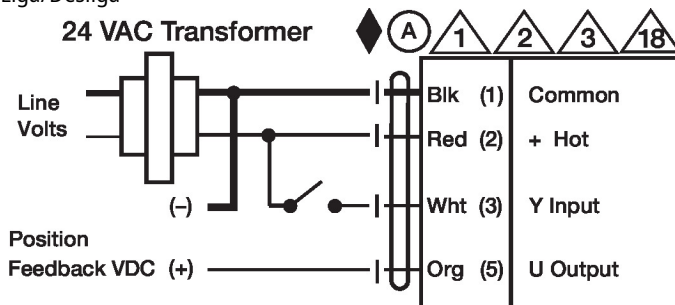 24 VAC Transformer
A
1
2
3
18
Line
Volts
Blk (1) Common
Red (2) + Hot
(–)
Wht (3) Y Input
Position
Feedback VDC (+)
Org (5) U Output